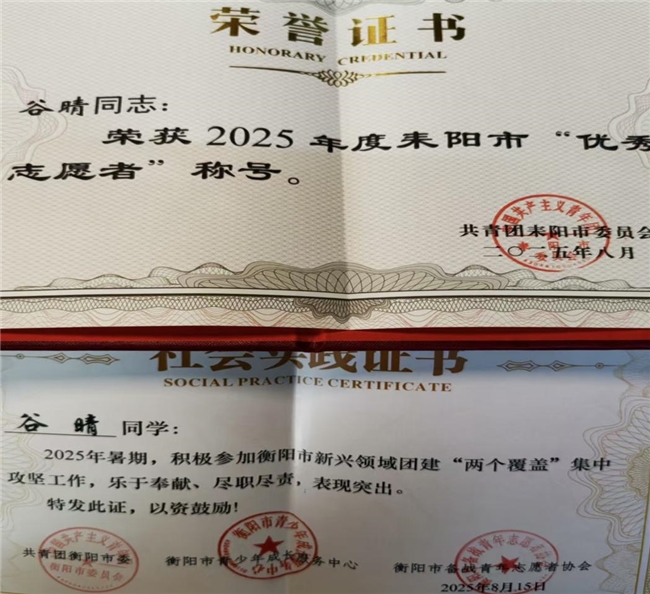 荣誉证书
HONORARY CREDENTIAL
谷晴同志：
荣获2025年度耒阳市“优秀
志愿者”称号。
共青团耒阳市委员会
二〇二五年八月
社会实践证书
SOCIAL PRACTICE CERTIFICATE
谷晴同学：
2025年暑期，积极参加衡阳市新兴领域团建“两个覆盖”集中
攻坚工作，乐于奉献、尽职尽责，表现突出。
特发此证，以资鼓励！
共青团衡阳市委
衡阳市青少年成长服务中心
衡阳市青年志愿者协会
2025年8月15日